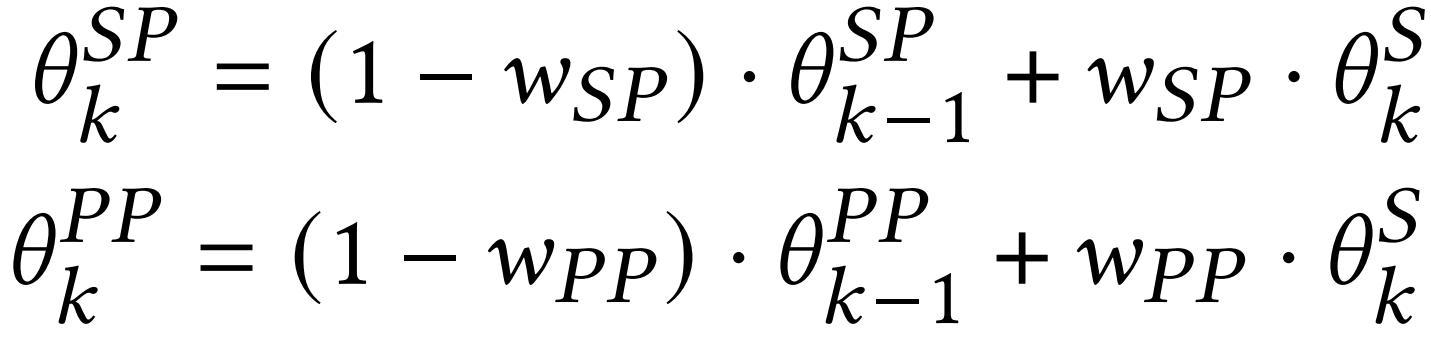 θ_k^{SP} = (1 − w_{SP}) · θ_{k−1}^{SP} + w_{SP} · θ_k^S
θ_k^{PP} = (1 − w_{PP}) · θ_{k−1}^{PP} + w_{PP} · θ_k^S